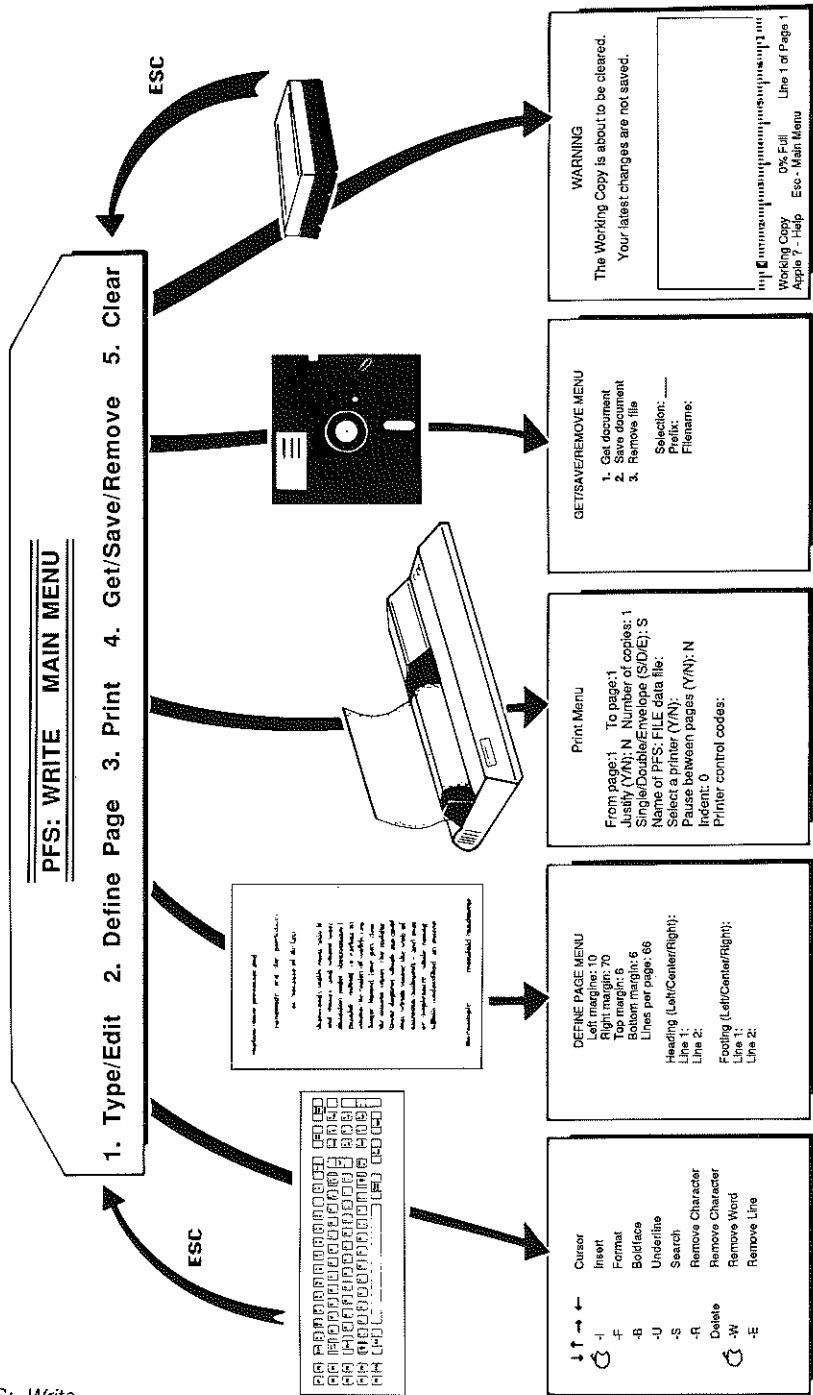 PFS: WRITE MAIN MENU
1. Type/Edit 2. Define Page 3. Print 4. Get/Save/Remove 5. Clear
ESC
ESC
↓ ↑ → ← Cursor
-I Insert
-F Format
-B Boldface
-U Underline
-S Search
-R Remove Character
Delete Remove Character
-W Remove Word
-E Remove Line
DEFINE PAGE MENU
Left margine: 10
Right margin: 70
Top margin: 6
Bottom margin: 6
Lines per page: 66
Heading (Left/Center/Right):
Line 1:
Line 2:
Footing (Left/Center/Right):
Line 1:
Line 2:
Print Menu
From page:1 To page:1
Justify (Y/N): N Number of copies: 1
Single/Double/Envelope (S/D/E): S
Name of PFS: FILE data file:
Select a printer (Y/N):
Pause between pages (Y/N): N
Indent: 0
Printer control codes:
GET/SAVE/REMOVE MENU
1. Get document
2. Save document
3. Remove file
Selection: ____
Prefix:
Filename:
WARNING
The Working Copy is about to be cleared.
Your latest changes are not saved.
Working Copy 0% Full Line 1 of Page 1
Apple ? - Help Esc - Main Menu
Write